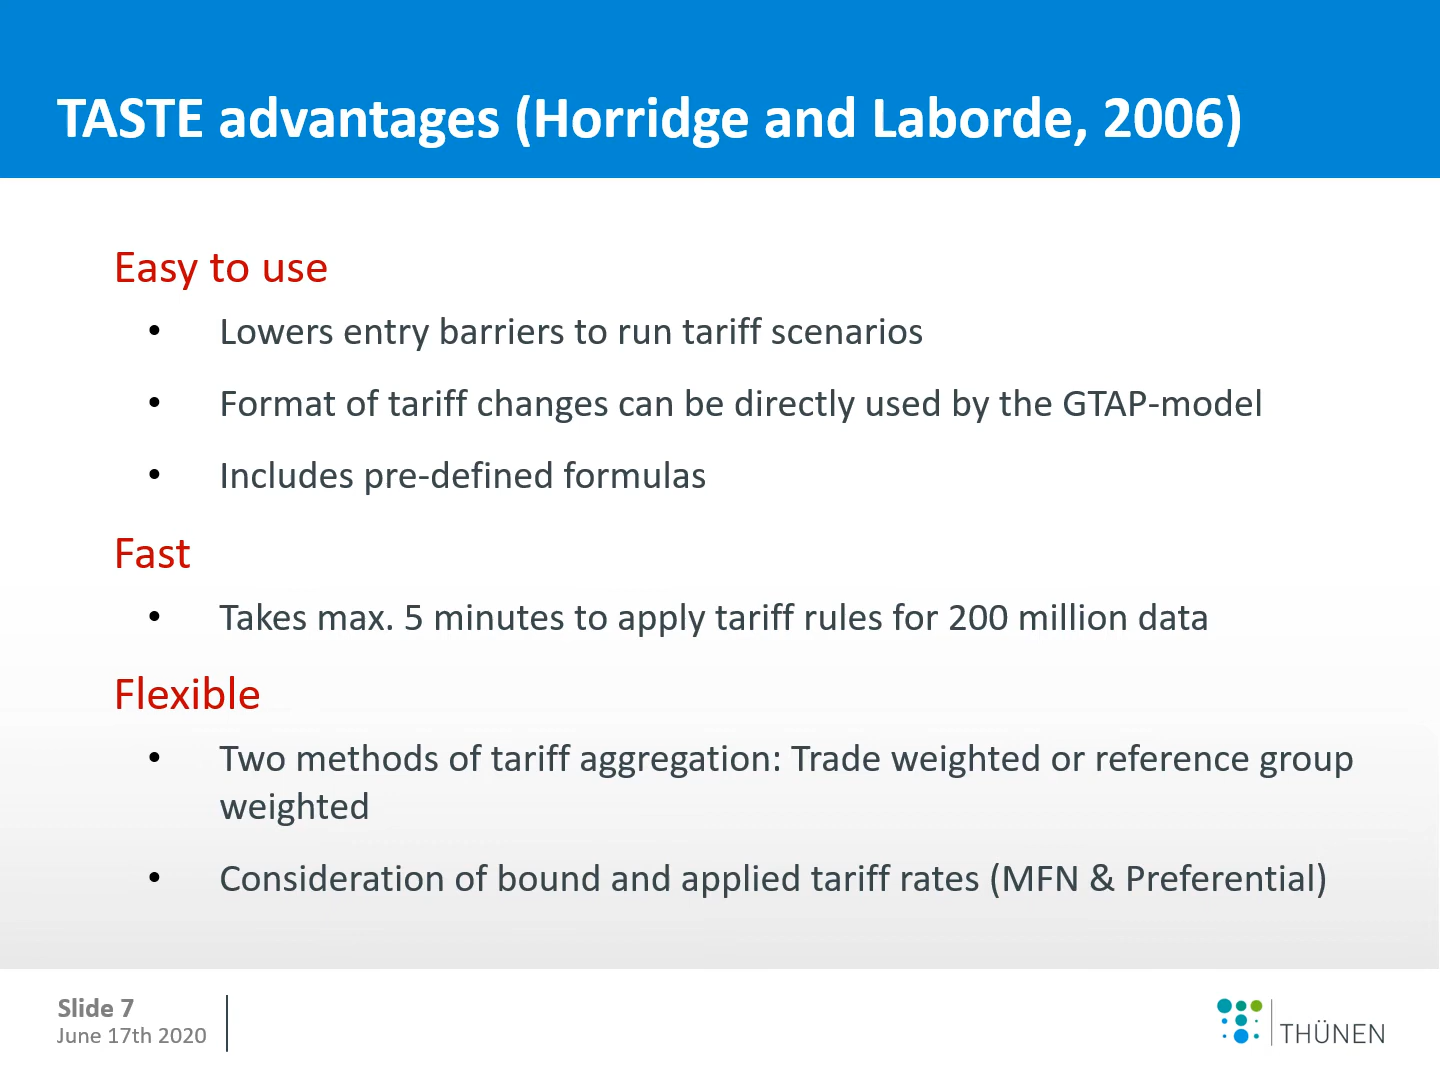 TASTE advantages (Horridge and Laborde, 2006)
Easy to use
• Lowers entry barriers to run tariff scenarios
• Format of tariff changes can be directly used by the GTAP-model
• Includes pre-defined formulas
Fast
• Takes max. 5 minutes to apply tariff rules for 200 million data
Flexible
• Two methods of tariff aggregation: Trade weighted or reference group
weighted
• Consideration of bound and applied tariff rates (MFN & Preferential)
Slide 7
June 17th 2020
THÜNEN